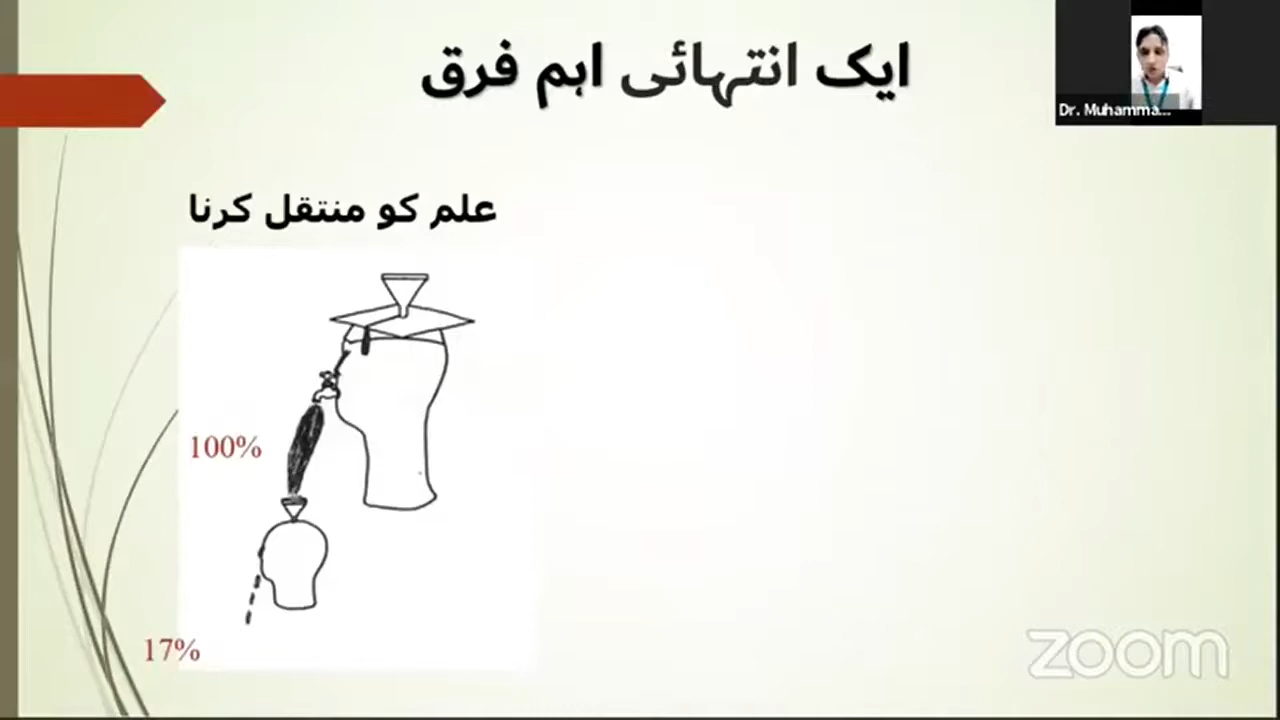 ایک انتہائی اہم فرق
Dr. Muhamma...
علم کو منتقل کرنا
100%
17%
zoom